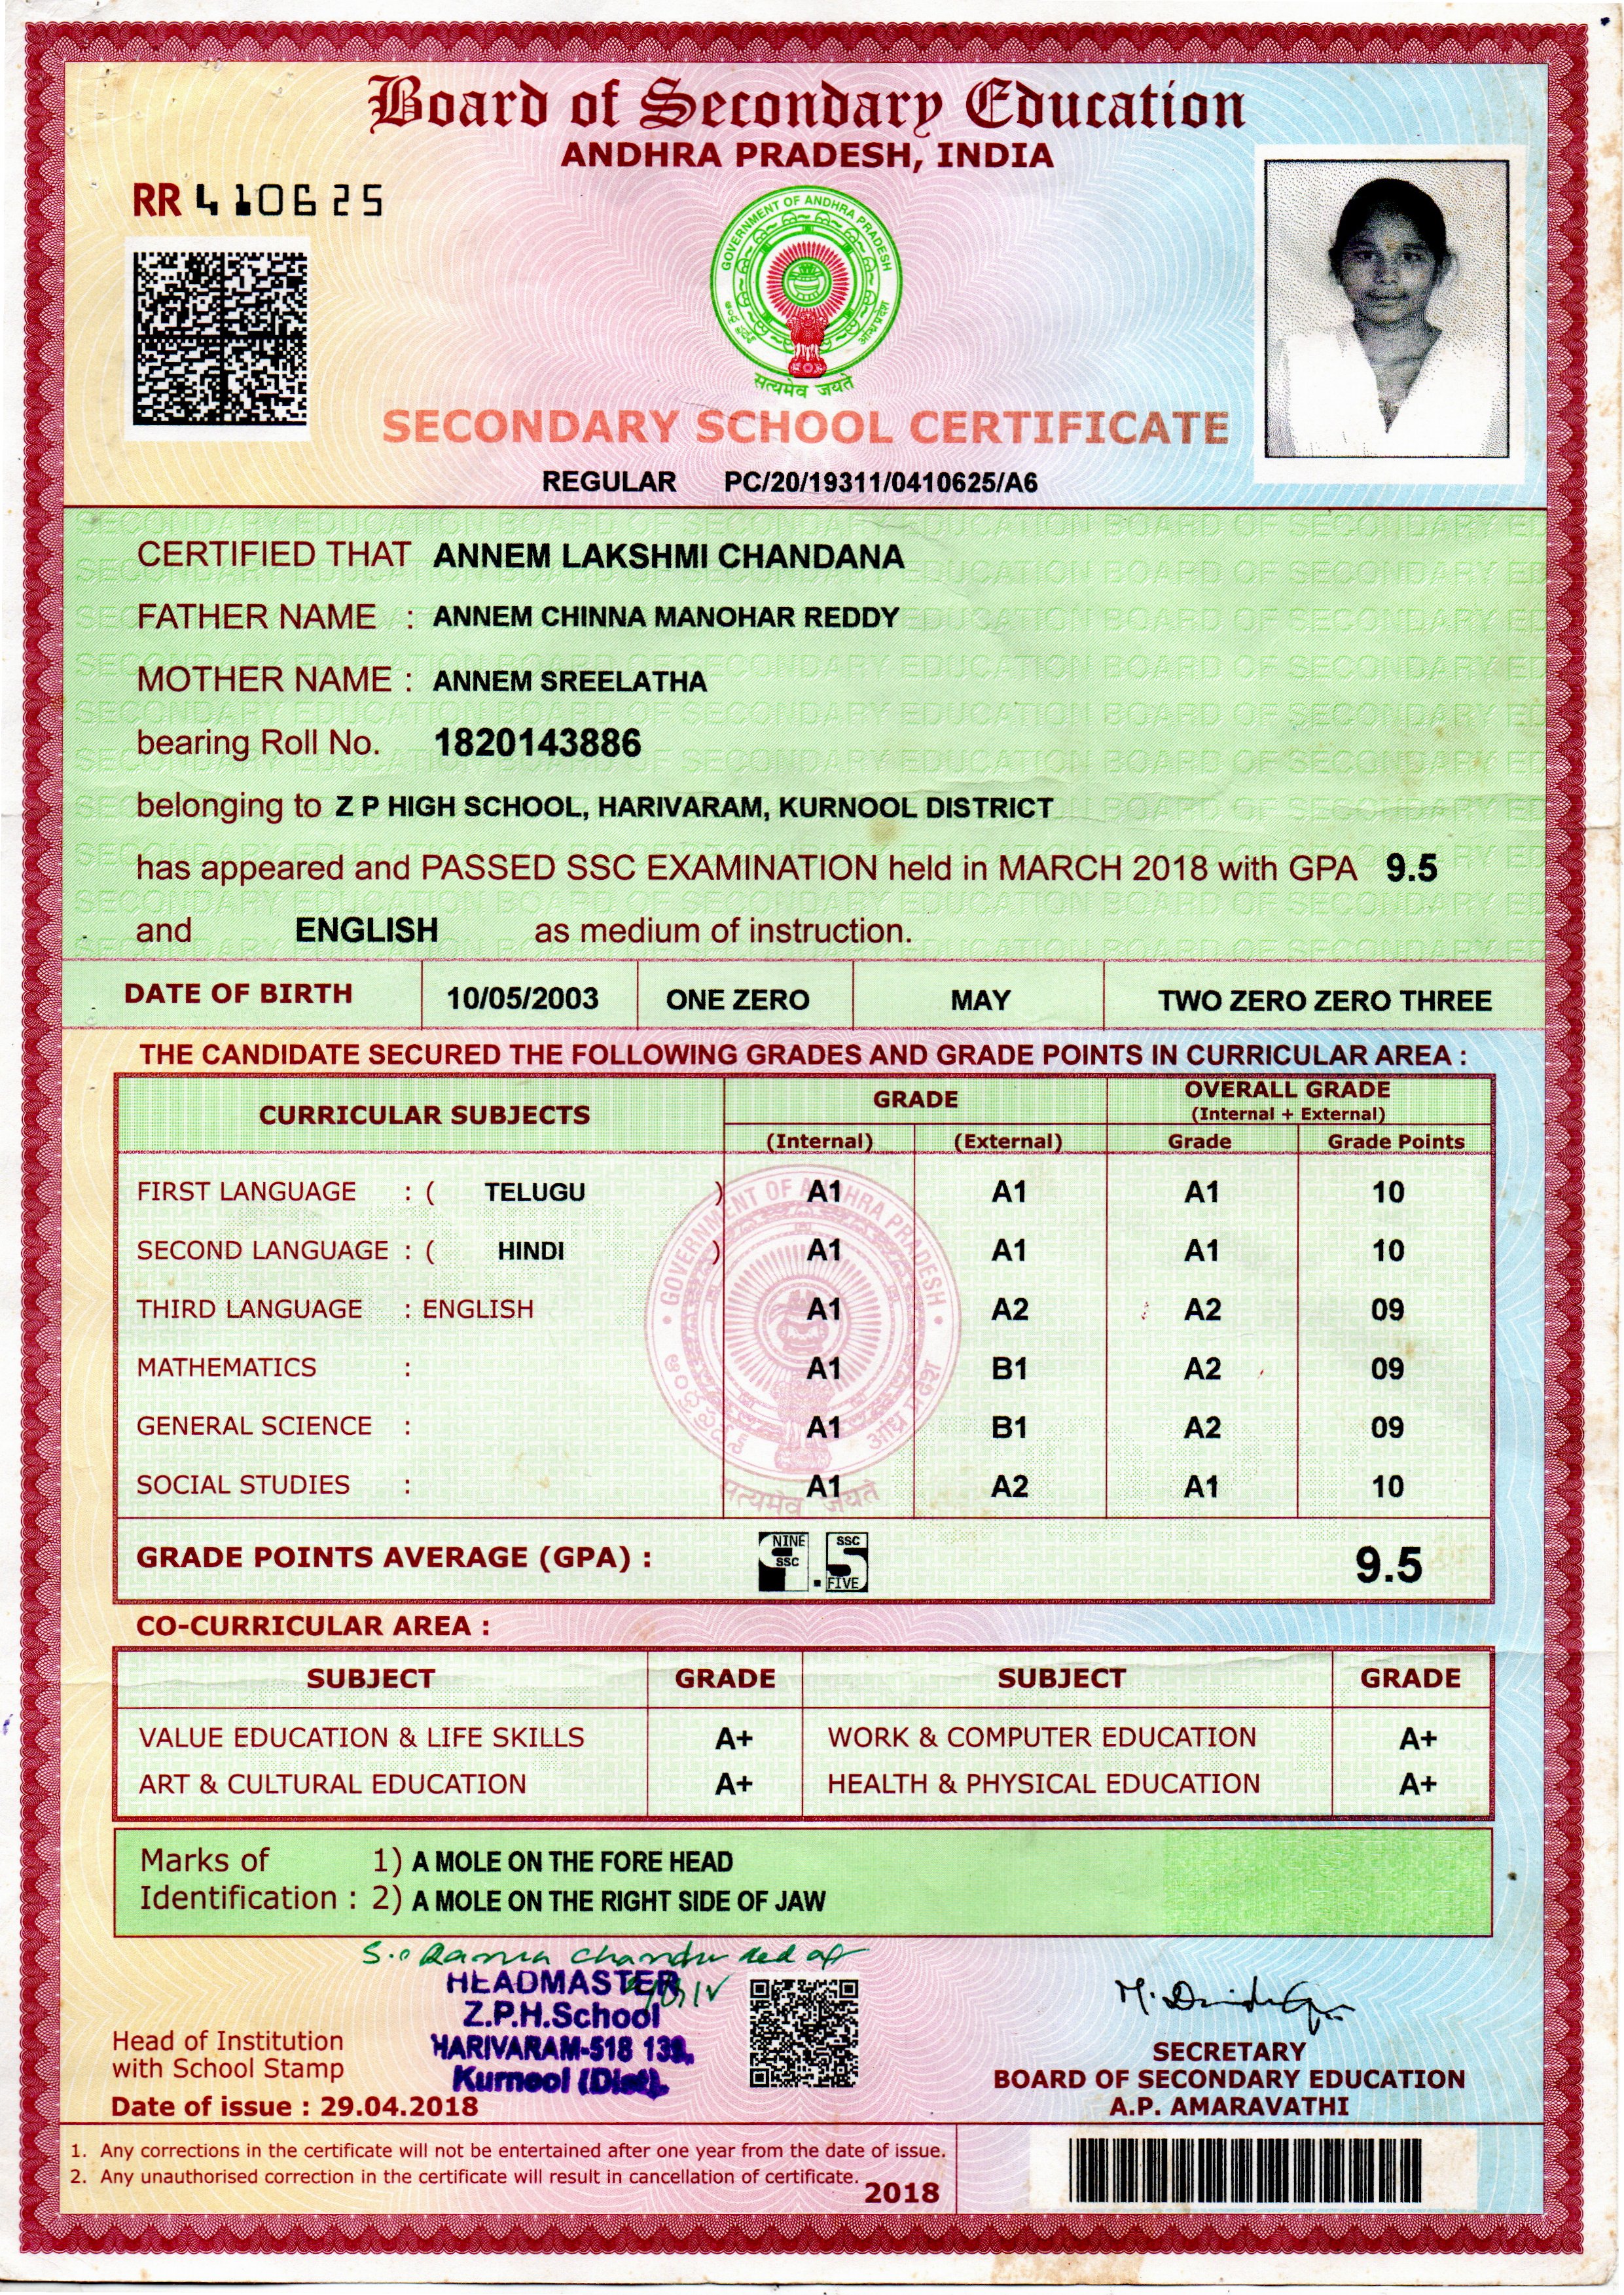 Board of Secondary Education
ANDHRA PRADESH, INDIA
RR 410625
GOVERNMENT OF ANDHRA PRADESH
सत्यमेव जयते
SECONDARY SCHOOL CERTIFICATE
REGULAR PC/20/19311/0410625/A6
CERTIFIED THAT ANNEM LAKSHMI CHANDANA
FATHER NAME : ANNEM CHINNA MANOHAR REDDY
MOTHER NAME : ANNEM SREELATHA
bearing Roll No. 1820143886
belonging to Z P HIGH SCHOOL, HARIVARAM, KURNOOL DISTRICT
has appeared and PASSED SSC EXAMINATION held in MARCH 2018 with GPA 9.5
and ENGLISH as medium of instruction.
DATE OF BIRTH 10/05/2003 ONE ZERO MAY TWO ZERO ZERO THREE
THE CANDIDATE SECURED THE FOLLOWING GRADES AND GRADE POINTS IN CURRICULAR AREA :
CURRICULAR SUBJECTS GRADE OVERALL GRADE
(Internal + External)
(Internal) (External) Grade Grade Points
FIRST LANGUAGE : ( TELUGU ) A1 A1 A1 10
SECOND LANGUAGE : ( HINDI ) A1 A1 A1 10
THIRD LANGUAGE : ENGLISH A1 A2 A2 09
MATHEMATICS : A1 B1 A2 09
GENERAL SCIENCE : A1 B1 A2 09
SOCIAL STUDIES : A1 A2 A1 10
GRADE POINTS AVERAGE (GPA) : NINE SSC . SSC 5 FIVE 9.5
CO-CURRICULAR AREA :
SUBJECT GRADE SUBJECT GRADE
VALUE EDUCATION & LIFE SKILLS A+ WORK & COMPUTER EDUCATION A+
ART & CULTURAL EDUCATION A+ HEALTH & PHYSICAL EDUCATION A+
Marks of 1) A MOLE ON THE FORE HEAD
Identification : 2) A MOLE ON THE RIGHT SIDE OF JAW
HEADMASTER
Z.P.H.School
HARIVARAM-518 139,
Kurnool (Dist).
Head of Institution
with School Stamp
Date of issue : 29.04.2018
SECRETARY
BOARD OF SECONDARY EDUCATION
A.P. AMARAVATHI
1. Any corrections in the certificate will not be entertained after one year from the date of issue.
2. Any unauthorised correction in the certificate will result in cancellation of certificate.
2018